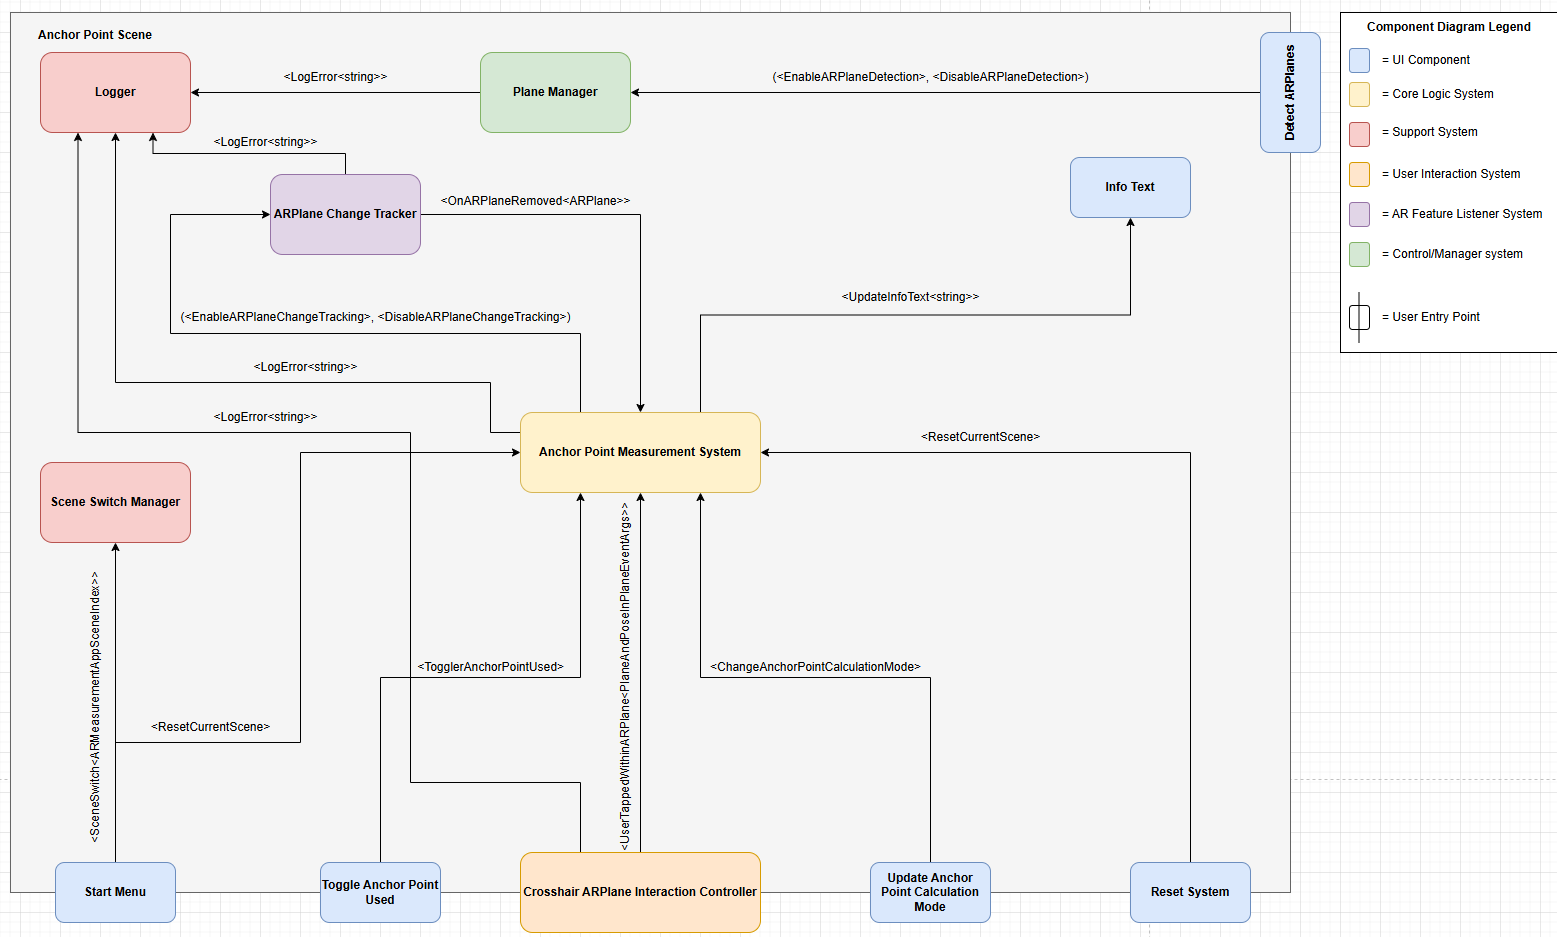 Anchor Point Scene
Logger
<LogError<string>>
Plane Manager
(<EnableARPlaneDetection>, <DisableARPlaneDetection>)
Detect ARPlanes
<LogError<string>>
ARPlane Change Tracker
<OnARPlaneRemoved<ARPlane>>
Info Text
<UpdateInfoText<string>>
(<EnableARPlaneChangeTracking>, <DisableARPlaneChangeTracking>)
<LogError<string>>
<LogError<string>>
Anchor Point Measurement System
<ResetCurrentScene>
Scene Switch Manager
<SceneSwitch<ARMeasurementAppSceneIndex>>
<UserTappedWithinARPlane<PlaneAndPoseInPlaneEventArgs>>
<TogglerAnchorPointUsed>
<ChangeAnchorPointCalculationMode>
<ResetCurrentScene>
Start Menu
Toggle Anchor Point
Used
Crosshair ARPlane Interaction Controller
Update Anchor
Point Calculation
Mode
Reset System
Component Diagram Legend
= UI Component
= Core Logic System
= Support System
= User Interaction System
= AR Feature Listener System
= Control/Manager system
= User Entry Point